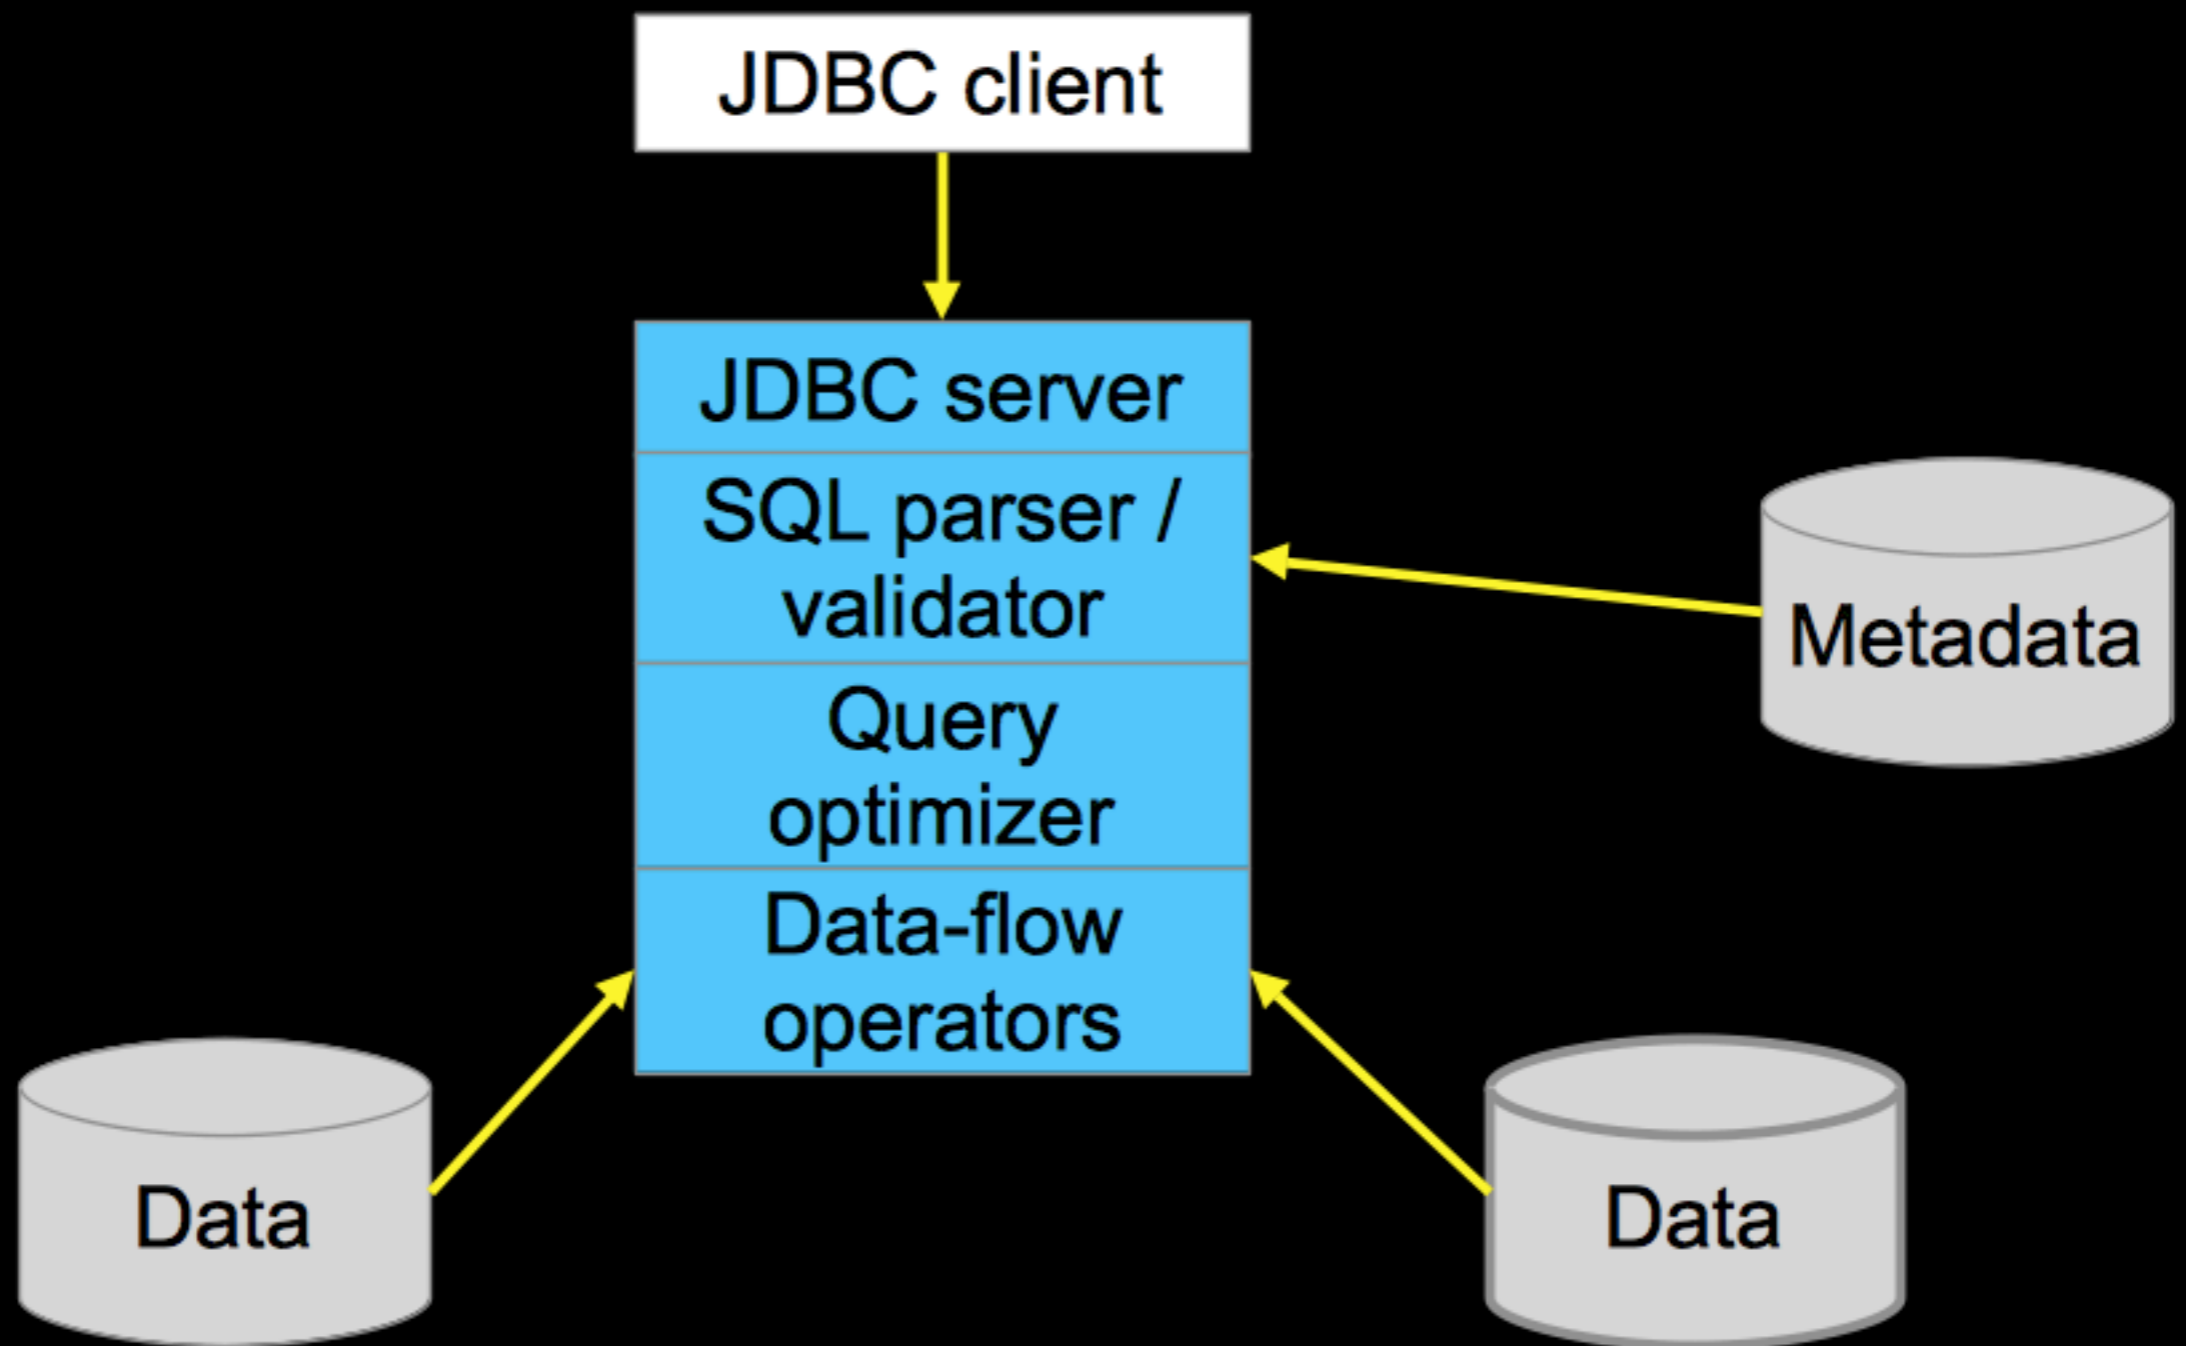 JDBC client
JDBC server
SQL parser /
validator
Metadata
Query
optimizer
Data-flow
operators
Data
Data